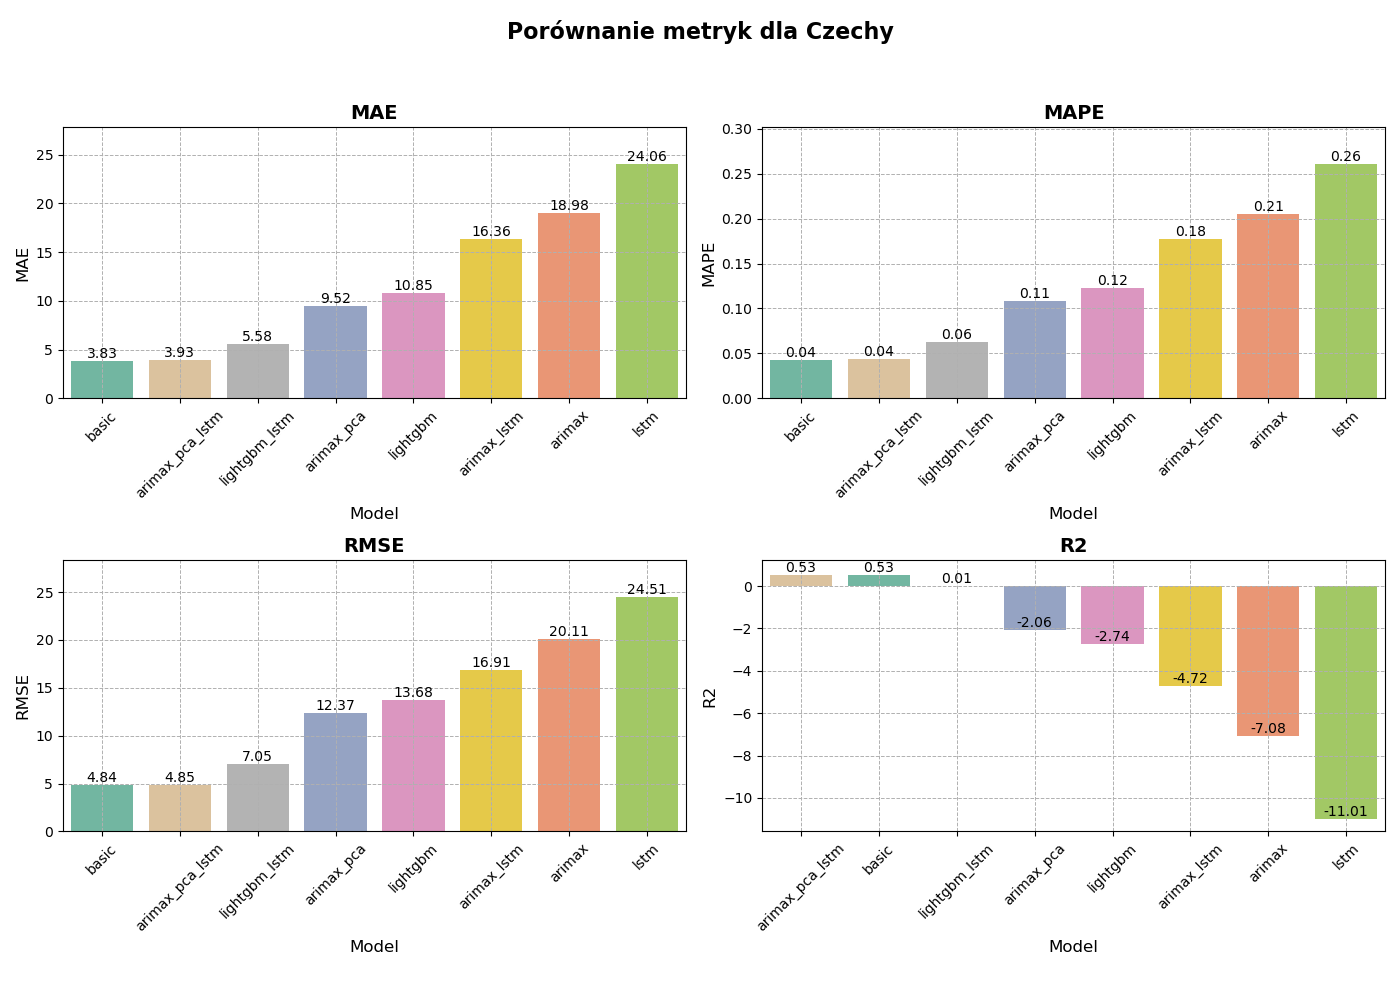 Porównanie metryk dla Czechy
MAE
MAE
25
20
15
10
5
0
3.83
3.93
5.58
9.52
10.85
16.36
18.98
24.06
basic
arimax_pca_lstm
lightgbm_lstm
arimax_pca
lightgbm
arimax_lstm
arimax
lstm
Model
MAPE
MAPE
0.30
0.25
0.20
0.15
0.10
0.05
0.00
0.04
0.04
0.06
0.11
0.12
0.18
0.21
0.26
basic
arimax_pca_lstm
lightgbm_lstm
arimax_pca
lightgbm
arimax_lstm
arimax
lstm
Model
RMSE
RMSE
25
20
15
10
5
0
4.84
4.85
7.05
12.37
13.68
16.91
20.11
24.51
basic
arimax_pca_lstm
lightgbm_lstm
arimax_pca
lightgbm
arimax_lstm
arimax
lstm
Model
R2
R2
0
−2
−4
−6
−8
−10
0.53
0.53
0.01
-2.06
-2.74
-4.72
-7.08
-11.01
arimax_pca_lstm
basic
lightgbm_lstm
arimax_pca
lightgbm
arimax_lstm
arimax
lstm
Model